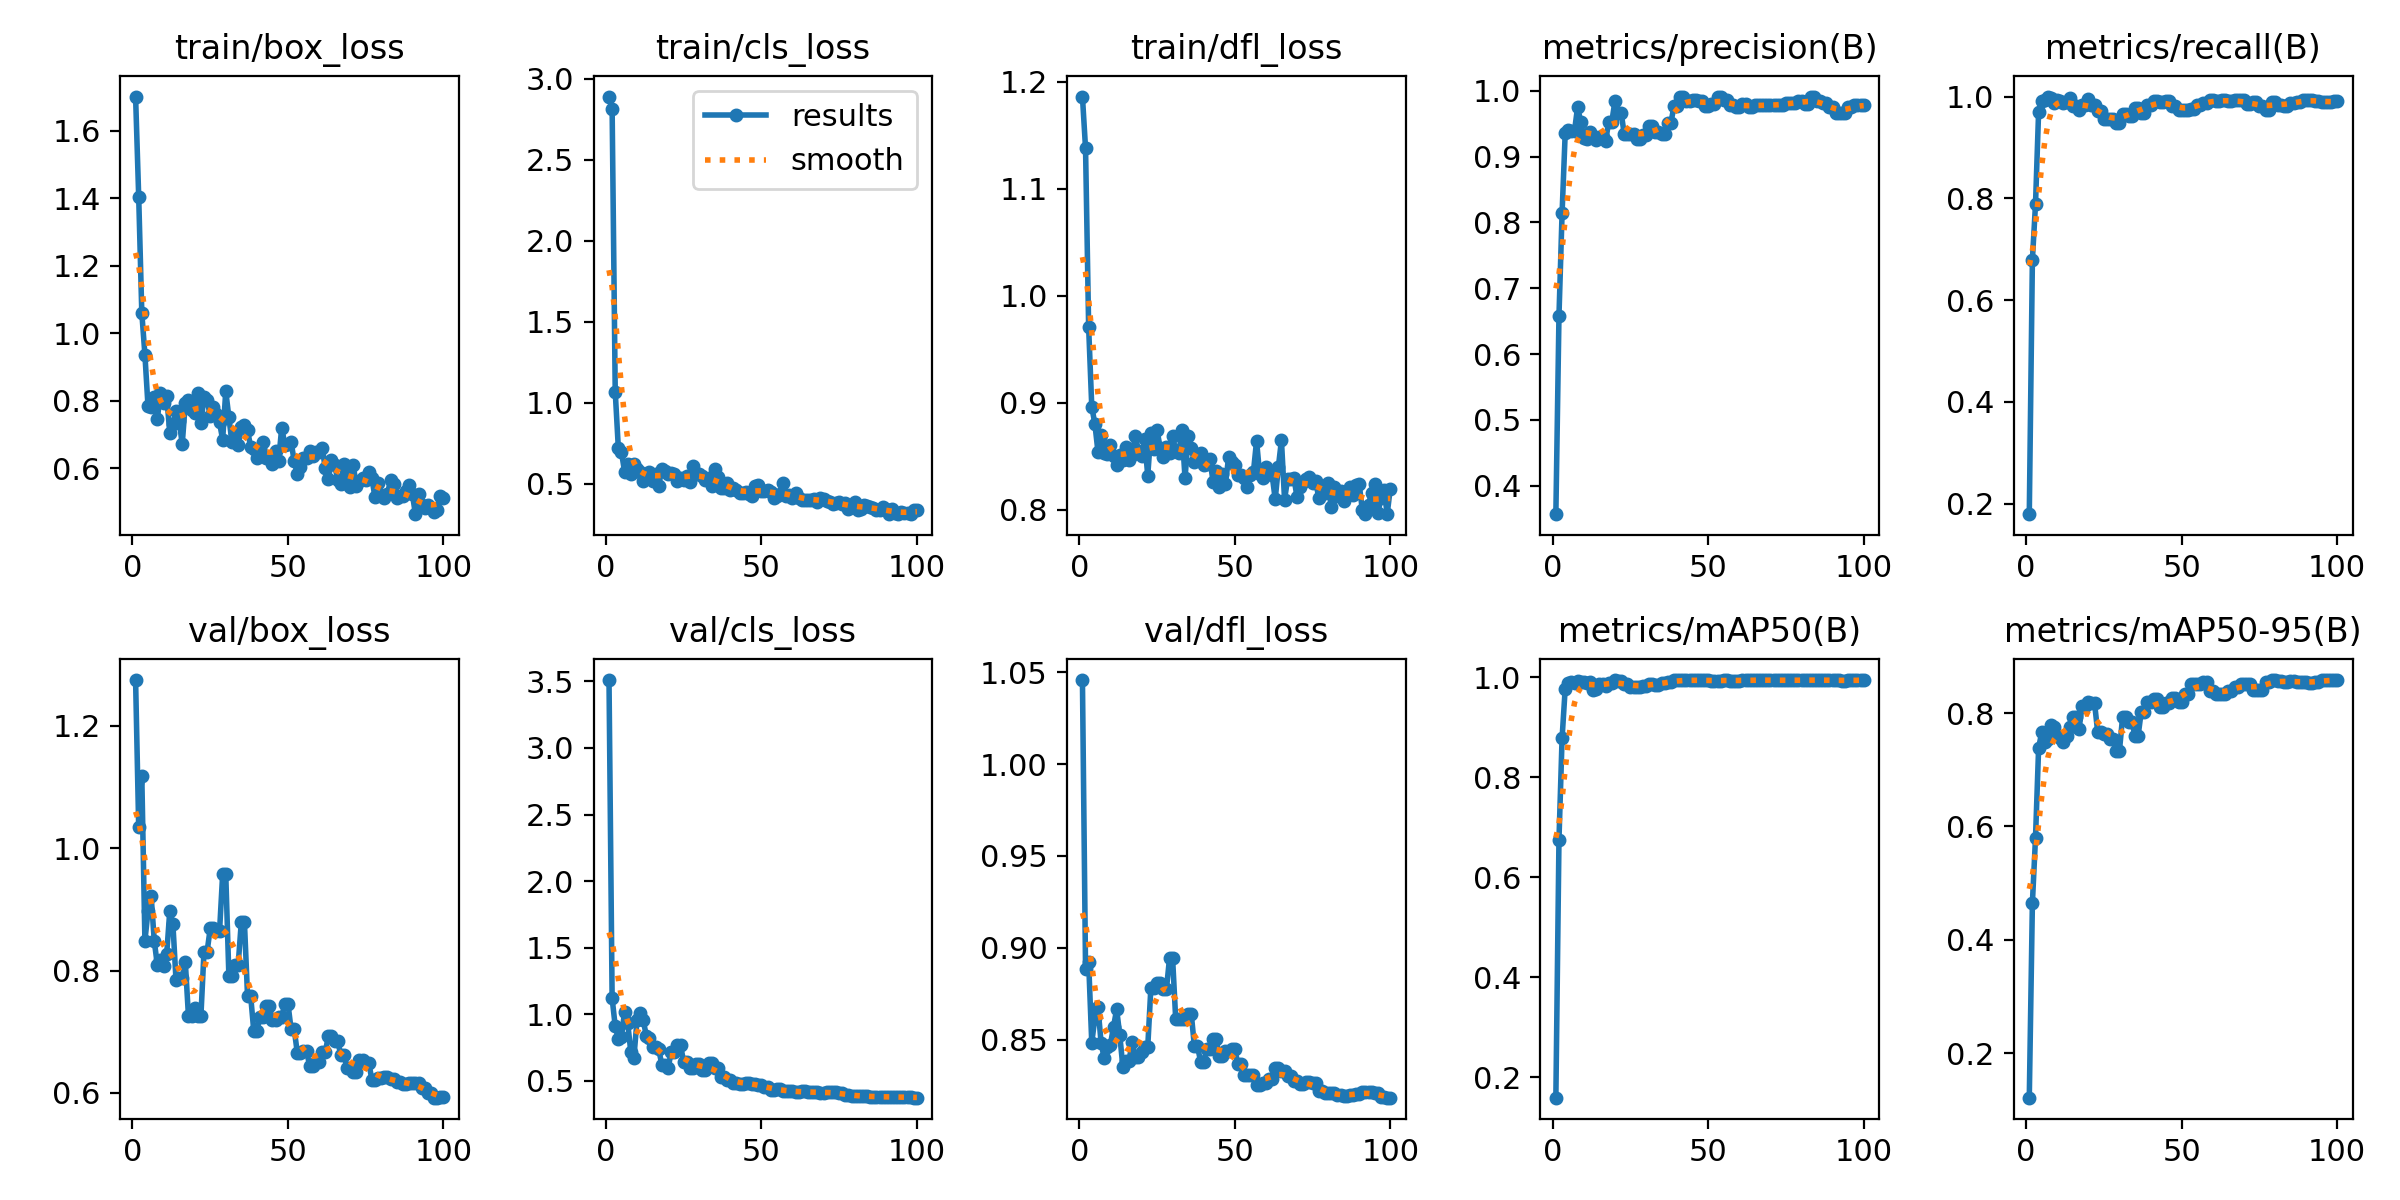 train/box_loss
1.6
1.4
1.2
1.0
0.8
0.6
0 50 100
train/cls_loss
3.0
2.5
2.0
1.5
1.0
0.5
0 50 100
results
smooth
train/dfl_loss
1.2
1.1
1.0
0.9
0.8
0 50 100
metrics/precision(B)
1.0
0.9
0.8
0.7
0.6
0.5
0.4
0 50 100
metrics/recall(B)
1.0
0.8
0.6
0.4
0.2
0 50 100
val/box_loss
1.2
1.0
0.8
0.6
0 50 100
val/cls_loss
3.5
3.0
2.5
2.0
1.5
1.0
0.5
0 50 100
val/dfl_loss
1.05
1.00
0.95
0.90
0.85
0 50 100
metrics/mAP50(B)
1.0
0.8
0.6
0.4
0.2
0 50 100
metrics/mAP50-95(B)
0.8
0.6
0.4
0.2
0 50 100